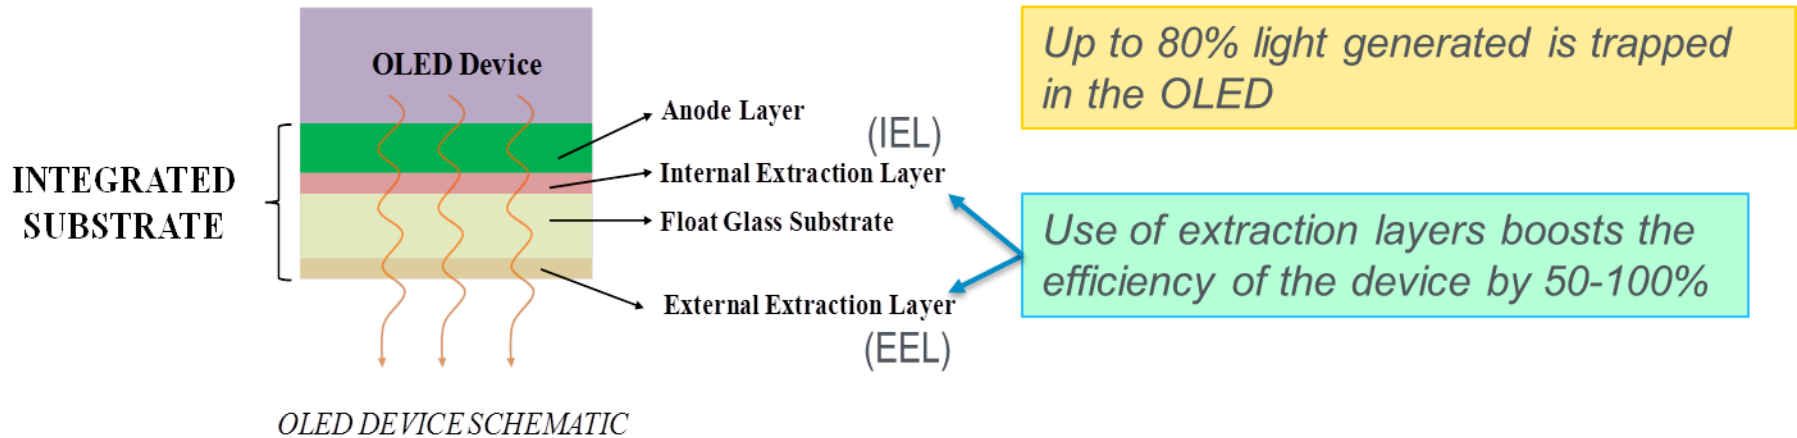 OLED Device
Anode Layer
(IEL)
Internal Extraction Layer
Float Glass Substrate
External Extraction Layer
(EEL)
INTEGRATED
SUBSTRATE
OLED DEVICE SCHEMATIC
Up to 80% light generated is trapped
in the OLED
Use of extraction layers boosts the
efficiency of the device by 50-100%